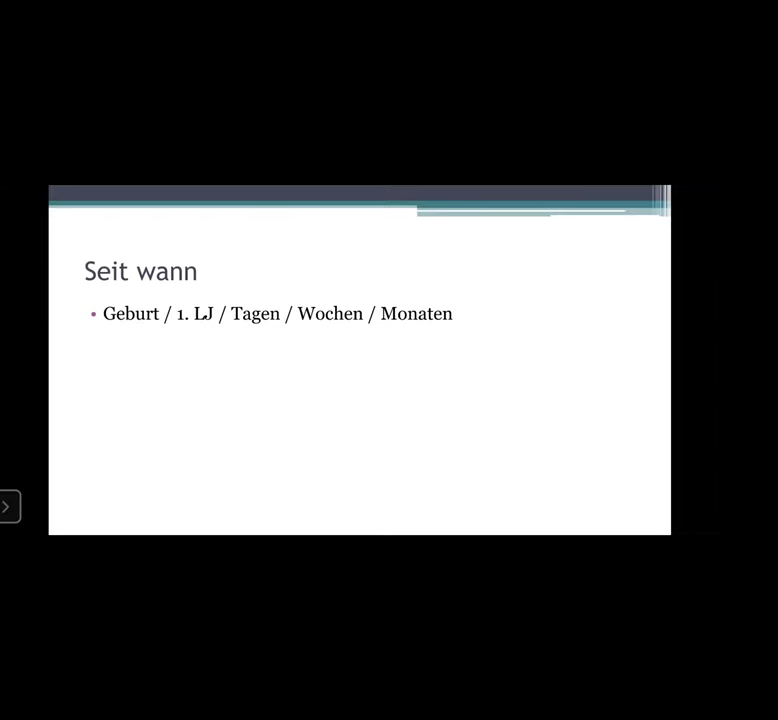 Seit wann
• Geburt / 1. LJ / Tagen / Wochen / Monaten